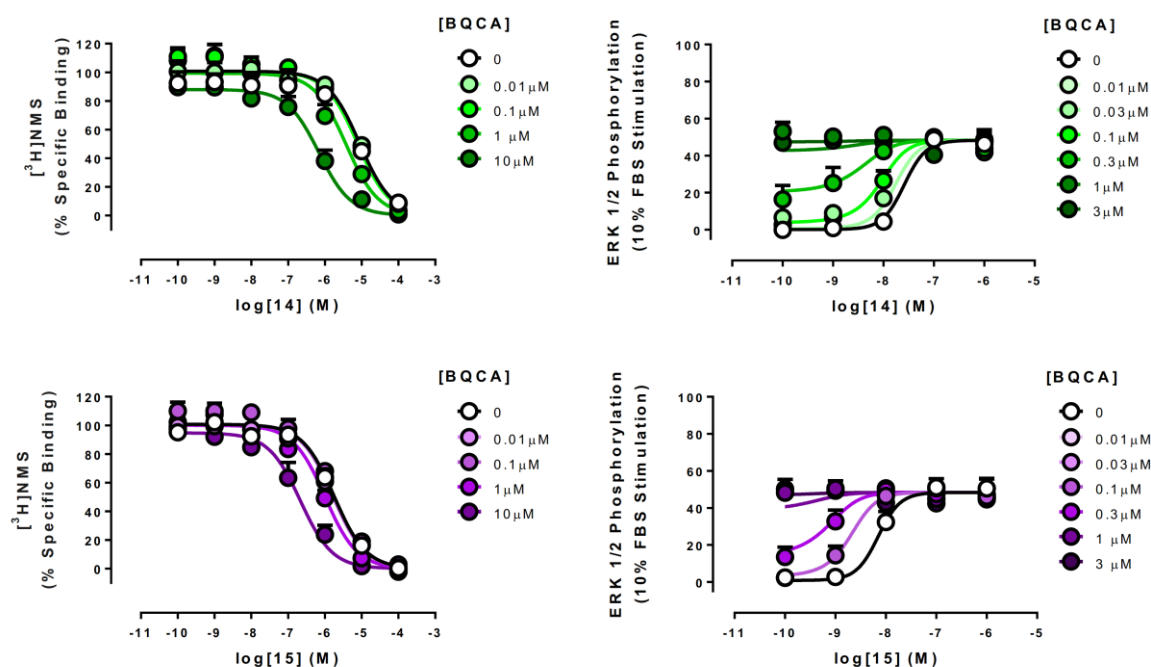 [BQCA]
0
0.01μM
0.1μM
1 μM
10μM
[³H]NMS
(% Specific Binding)
120
100
80
60
40
20
0
-11 -10 -9 -8 -7 -6 -5 -4 -3
log[14] (M)
[BQCA]
0
0.01μM
0.03μM
0.1μM
0.3μM
1μM
3μM
ERK 1/2 Phosphorylation
(10% FBS Stimulation)
100
80
60
40
20
0
-11 -10 -9 -8 -7 -6 -5
log[14] (M)
[BQCA]
0
0.01μM
0.1μM
1μM
10μM
[³H]NMS
(% Specific Binding)
120
100
80
60
40
20
0
-11 -10 -9 -8 -7 -6 -5 -4 -3
log[15] (M)
[BQCA]
0
0.01μM
0.03μM
0.1μM
0.3μM
1 μM
3 μM
ERK 1/2 Phosphorylation
(10% FBS Stimulation)
100
80
60
40
20
0
-11 -10 -9 -8 -7 -6 -5
log[15] (M)